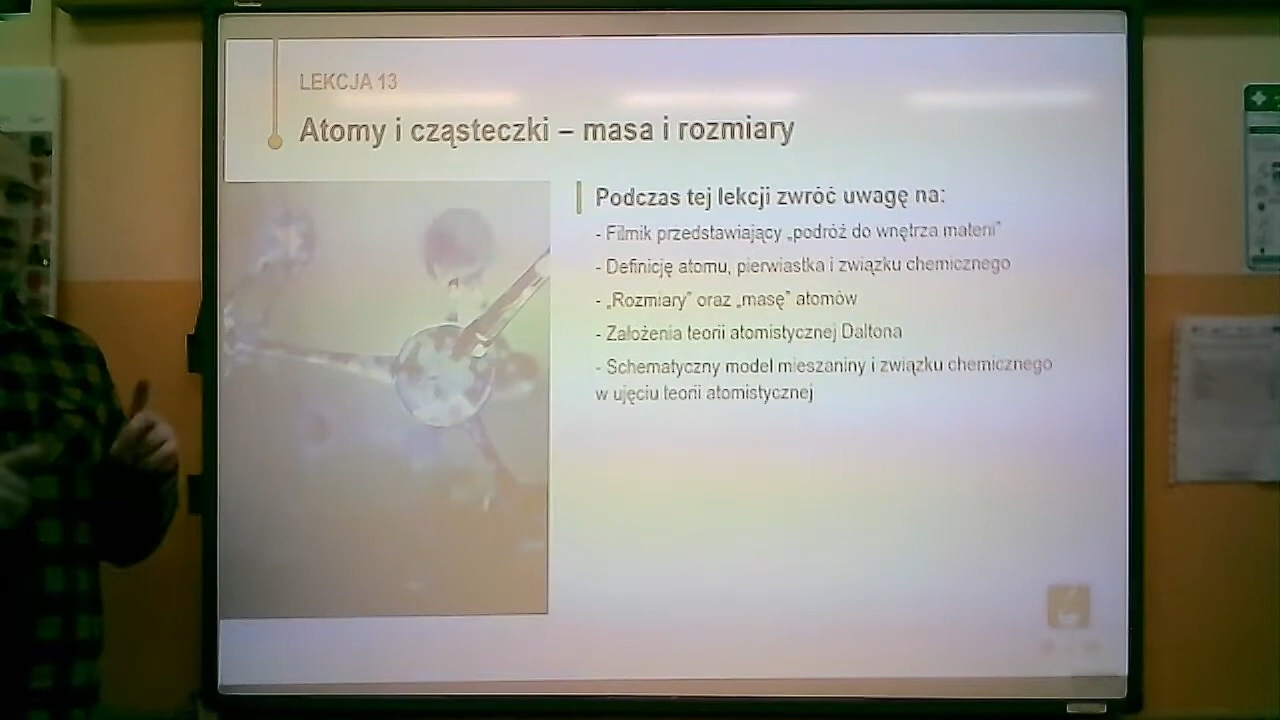 LEKCJA 13
Atomy i cząsteczki – masa i rozmiary
Podczas tej lekcji zwróć uwagę na:
- Filmik przedstawiający „podróż do wnętrza materii”
- Definicję atomu, pierwiastka i związku chemicznego
- „Rozmiary” oraz „masę” atomów
- Założenia teorii atomistycznej Daltona
- Schematyczny model mieszaniny i związku chemicznego
w ujęciu teorii atomistycznej